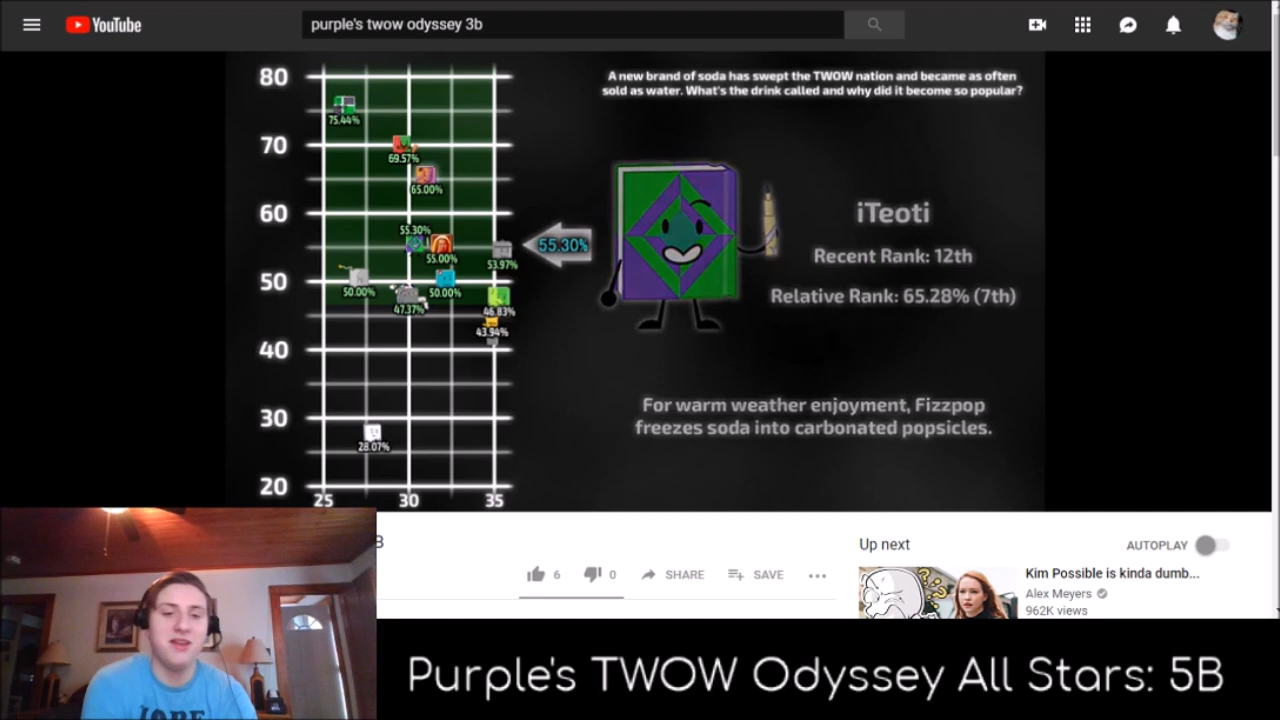 YouTube
purple's twow odyssey 3b
80
70
60
50
40
30
20
25
30
35
75.44%
69.57%
65.00%
55.30%
55.00%
53.97%
50.00%
50.00%
47.37%
46.83%
43.94%
28.07%
A new brand of soda has swept the TWOW nation and became as often
sold as water. What's the drink called and why did it become so popular?
55.30%
iTeoti
Recent Rank: 12th
Relative Rank: 65.28% (7th)
For warm weather enjoyment, Fizzpop
freezes soda into carbonated popsicles.
B
6
0
SHARE
SAVE
Up next
AUTOPLAY
Kim Possible is kinda dumb...
Alex Meyers
962K views
Purple's TWOW Odyssey All Stars: 5B